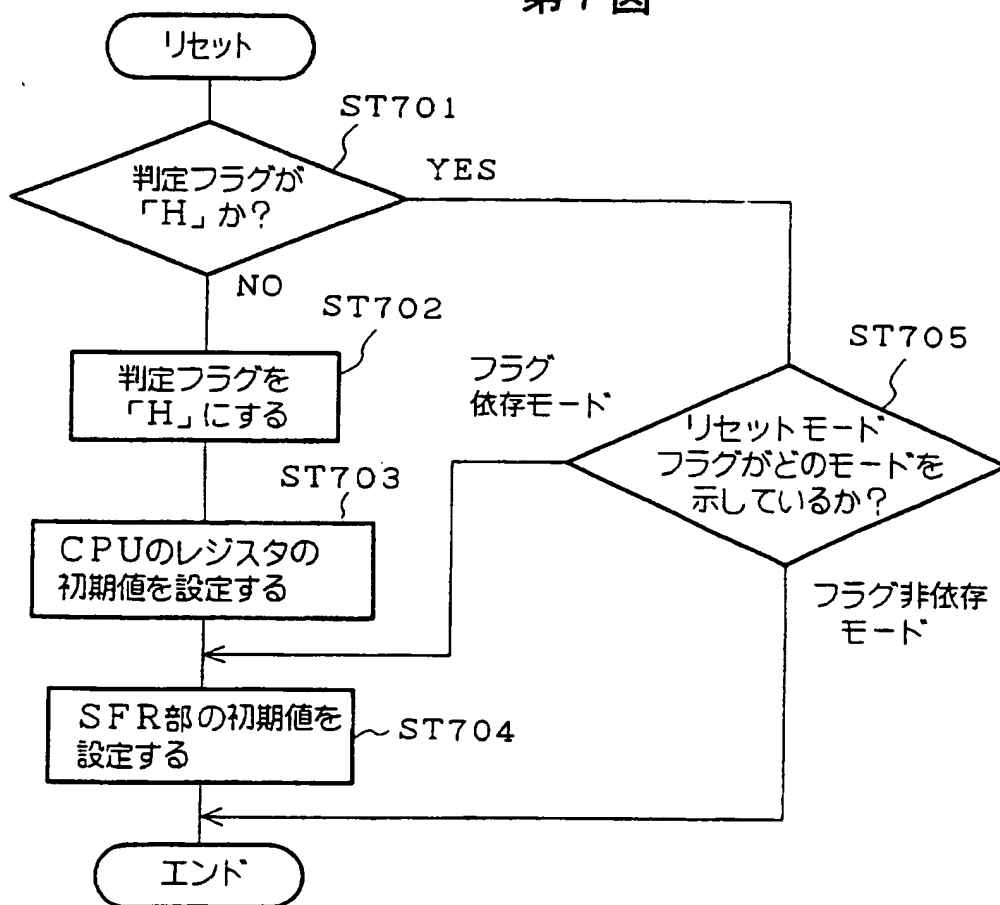 第7図
リセット
ST701
判定フラグが
「H」か?
YES
NO
ST702
判定フラグを
「H」にする
ST703
CPUのレジスタの
初期値を設定する
フラグ
依存モード
ST705
リセットモード
フラグがどのモードを
示しているか?
フラグ非依存
モード
SFR部の初期値を
設定する
ST704
エンド